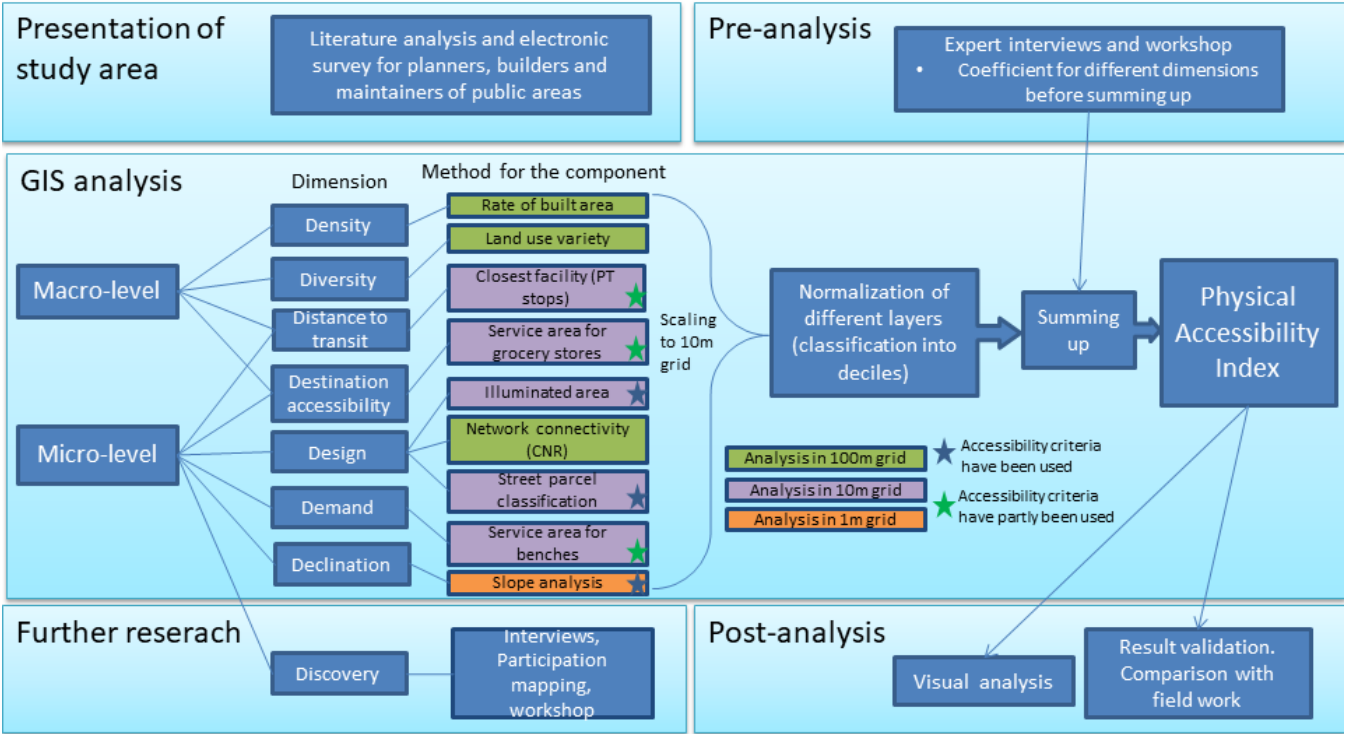 Presentation of
study area
Literature analysis and electronic
survey for planners, builders and
maintainers of public areas
Pre-analysis
Expert interviews and workshop
• Coefficient for different dimensions
before summing up
GIS analysis
Dimension
Method for the component
Macro-level
Micro-level
Density
Diversity
Distance to
transit
Destination
accessibility
Design
Demand
Declination
Rate of built area
Land use variety
Closest facility (PT
stops)
Service area for
grocery stores
Illuminated area
Network connectivity
(CNR)
Street parcel
classification
Service area for
benches
Slope analysis
Scaling
to 10m
grid
Normalization of
different layers
(classification into
deciles)
Summing
up
Physical
Accessibility
Index
Analysis in 100m grid
Analysis in 10m grid
Analysis in 1m grid
Accessibility criteria
have been used
Accessibility criteria
have partly been used
Further reserach
Discovery
Interviews,
Participation
mapping,
workshop
Post-analysis
Visual analysis
Result validation.
Comparison with
field work